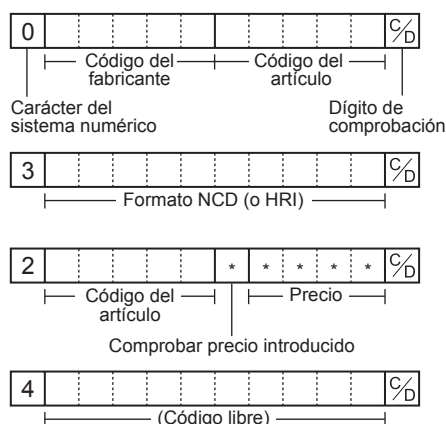 0 C/D
Código del fabricante
Código del artículo
Carácter del sistema numérico
Dígito de comprobación
3 C/D
Formato NCD (o HRI)
2 * * * * * C/D
Código del artículo
Precio
Comprobar precio introducido
4 C/D
(Código libre)